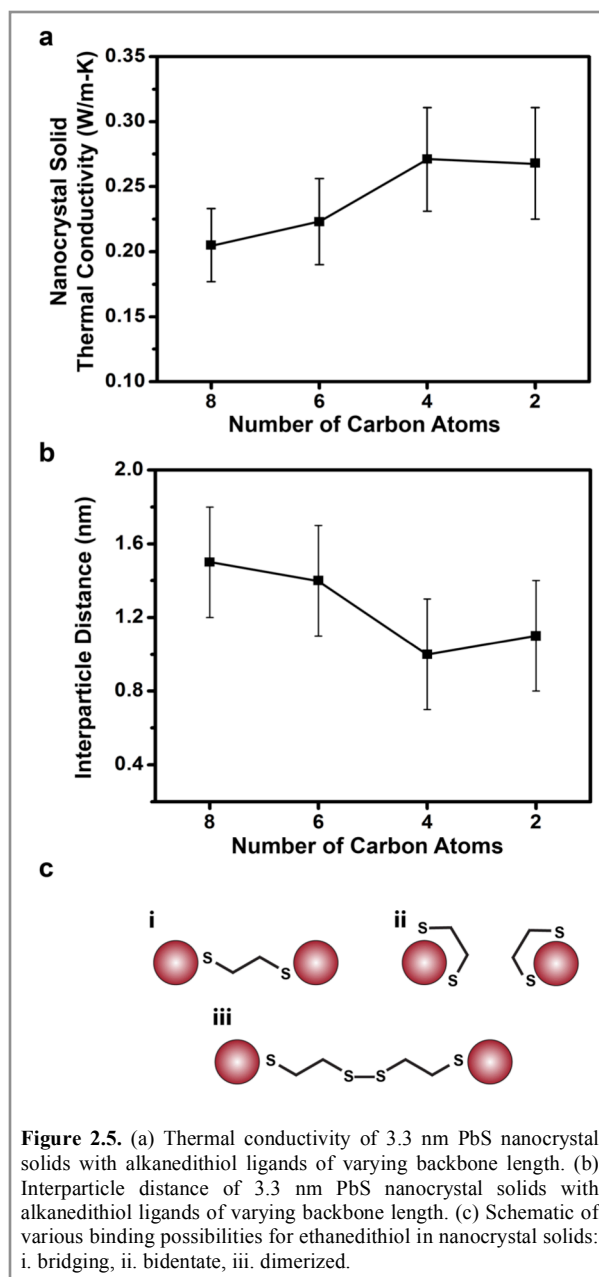 a
0.35
0.30
0.25
0.20
0.15
0.10
Nanocrystal Solid
Thermal Conductivity (W/m-K)
8 6 4 2
Number of Carbon Atoms
b
2.0
1.6
1.2
0.8
0.4
Interparticle Distance (nm)
8 6 4 2
Number of Carbon Atoms
c
i
S
S
ii
S
S
S
S
iii
S
S
S
S
Figure 2.5. (a) Thermal conductivity of 3.3 nm PbS nanocrystal
solids with alkanedithiol ligands of varying backbone length. (b)
Interparticle distance of 3.3 nm PbS nanocrystal solids with
alkanedithiol ligands of varying backbone length. (c) Schematic of
various binding possibilities for ethanedithiol in nanocrystal solids:
i. bridging, ii. bidentate, iii. dimerized.